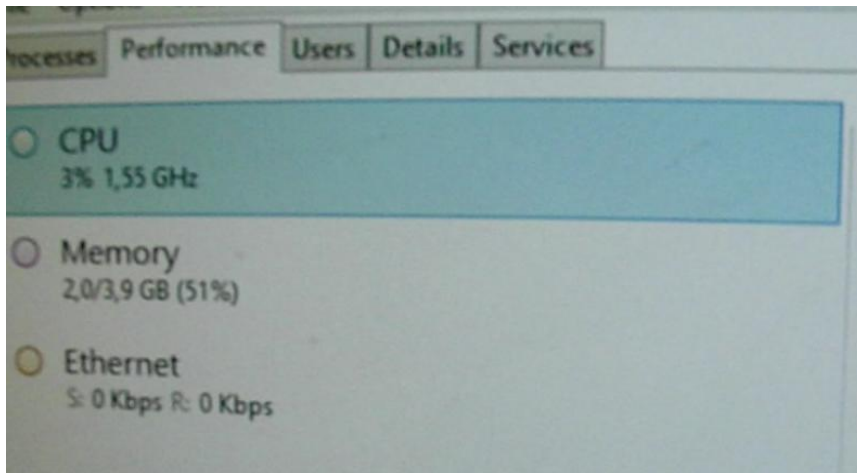 Processes Performance Users Details Services
CPU
3% 1,55 GHz
Memory
2,0/3,9 GB (51%)
Ethernet
S: 0 Kbps R: 0 Kbps